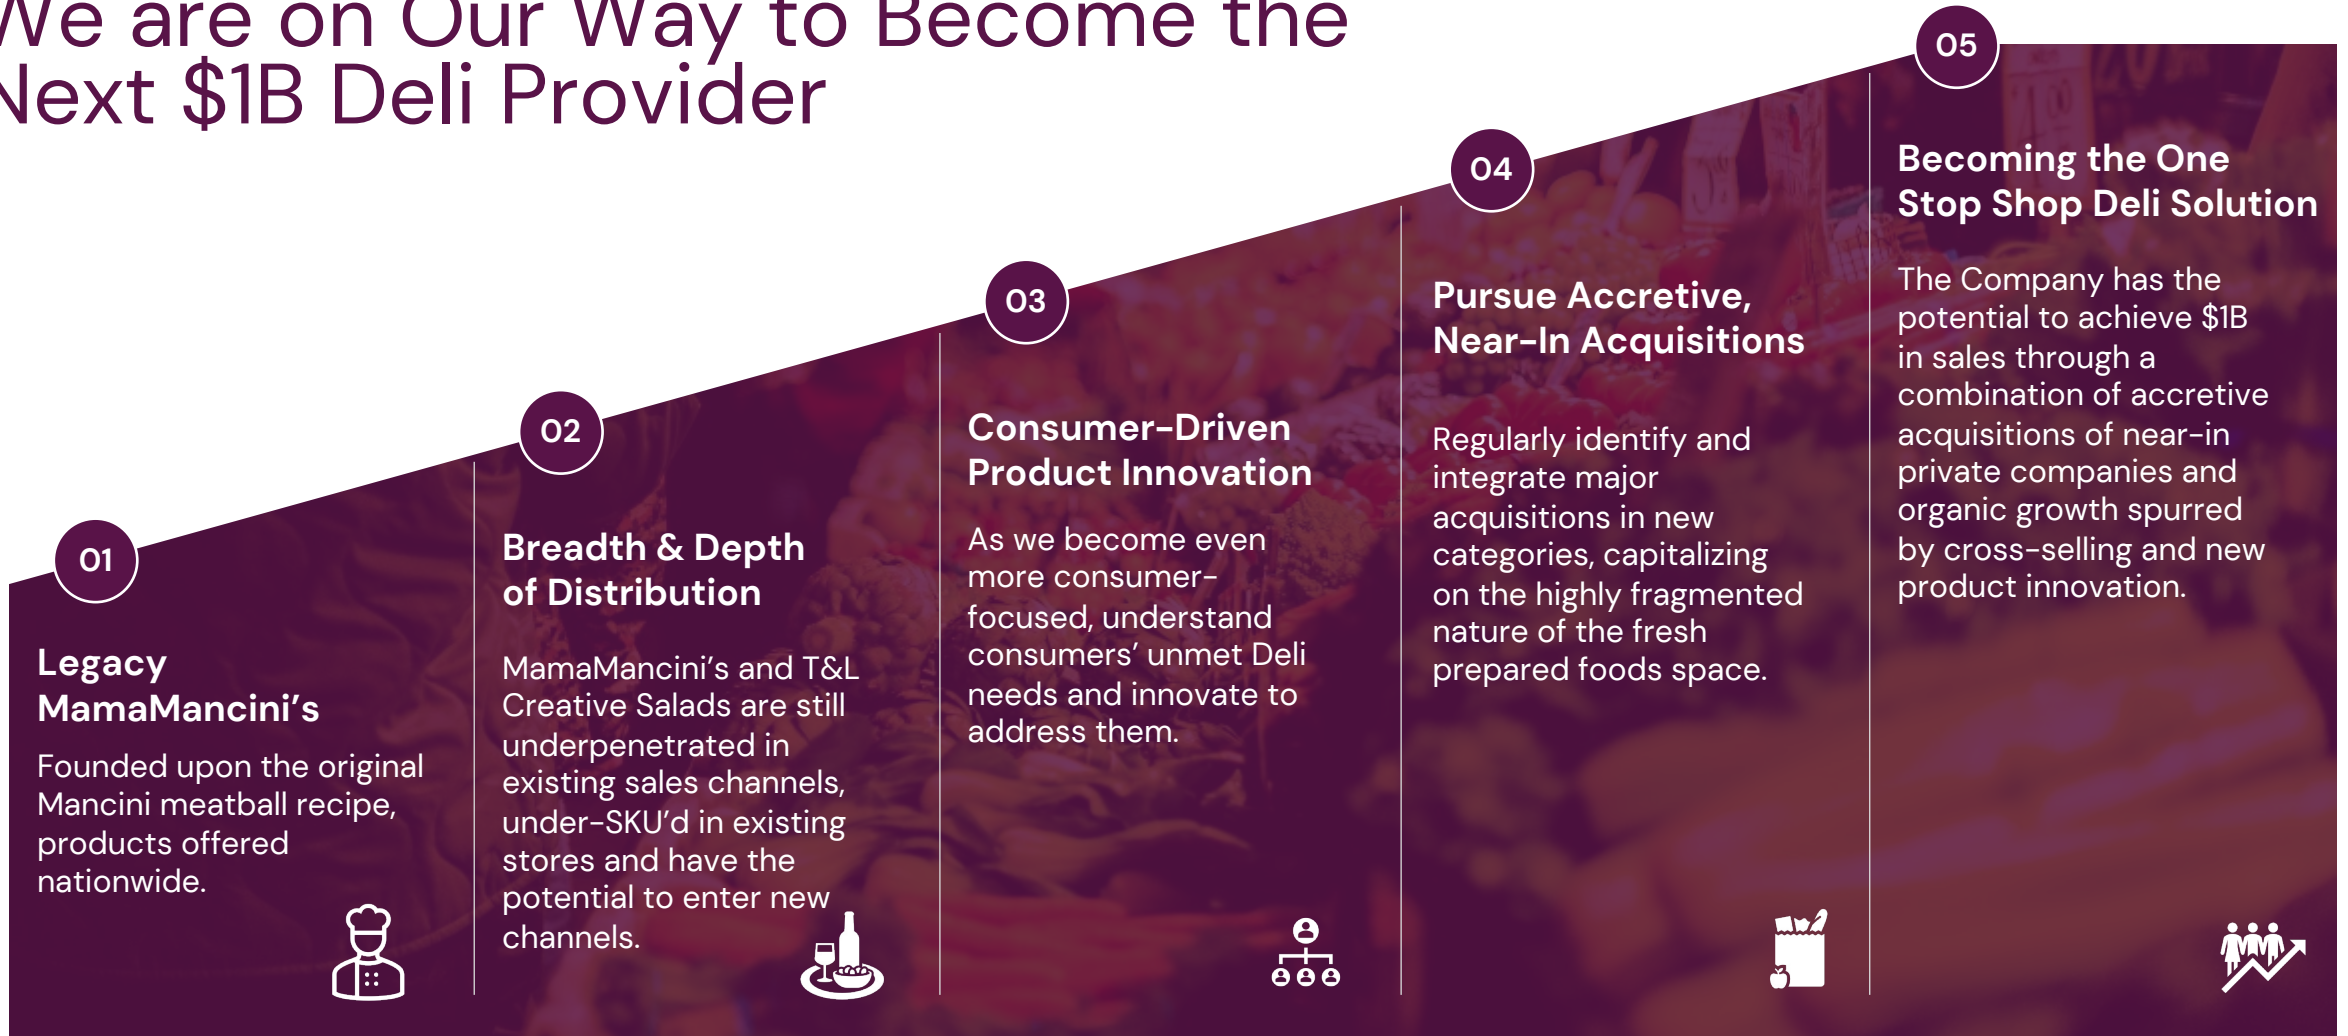 We are on Our Way to Become the
Next $1B Deli Provider
01
Legacy
MamaMancini's
Founded upon the original
Mancini meatball recipe,
products offered
nationwide.
02
Breadth & Depth
of Distribution
MamaMancini's and T&L
Creative Salads are still
underpenetrated in
existing sales channels,
under-SKU'd in existing
stores and have the
potential to enter new
channels.
03
Consumer-Driven
Product Innovation
As we become even
more consumer-
focused, understand
consumers' unmet Deli
needs and innovate to
address them.
04
Pursue Accretive,
Near-In Acquisitions
Regularly identify and
integrate major
acquisitions in new
categories, capitalizing
on the highly fragmented
nature of the fresh
prepared foods space.
05
Becoming the One
Stop Shop Deli Solution
The Company has the
potential to achieve $1B
in sales through a
combination of accretive
acquisitions of near-in
private companies and
organic growth spurred
by cross-selling and new
product innovation.